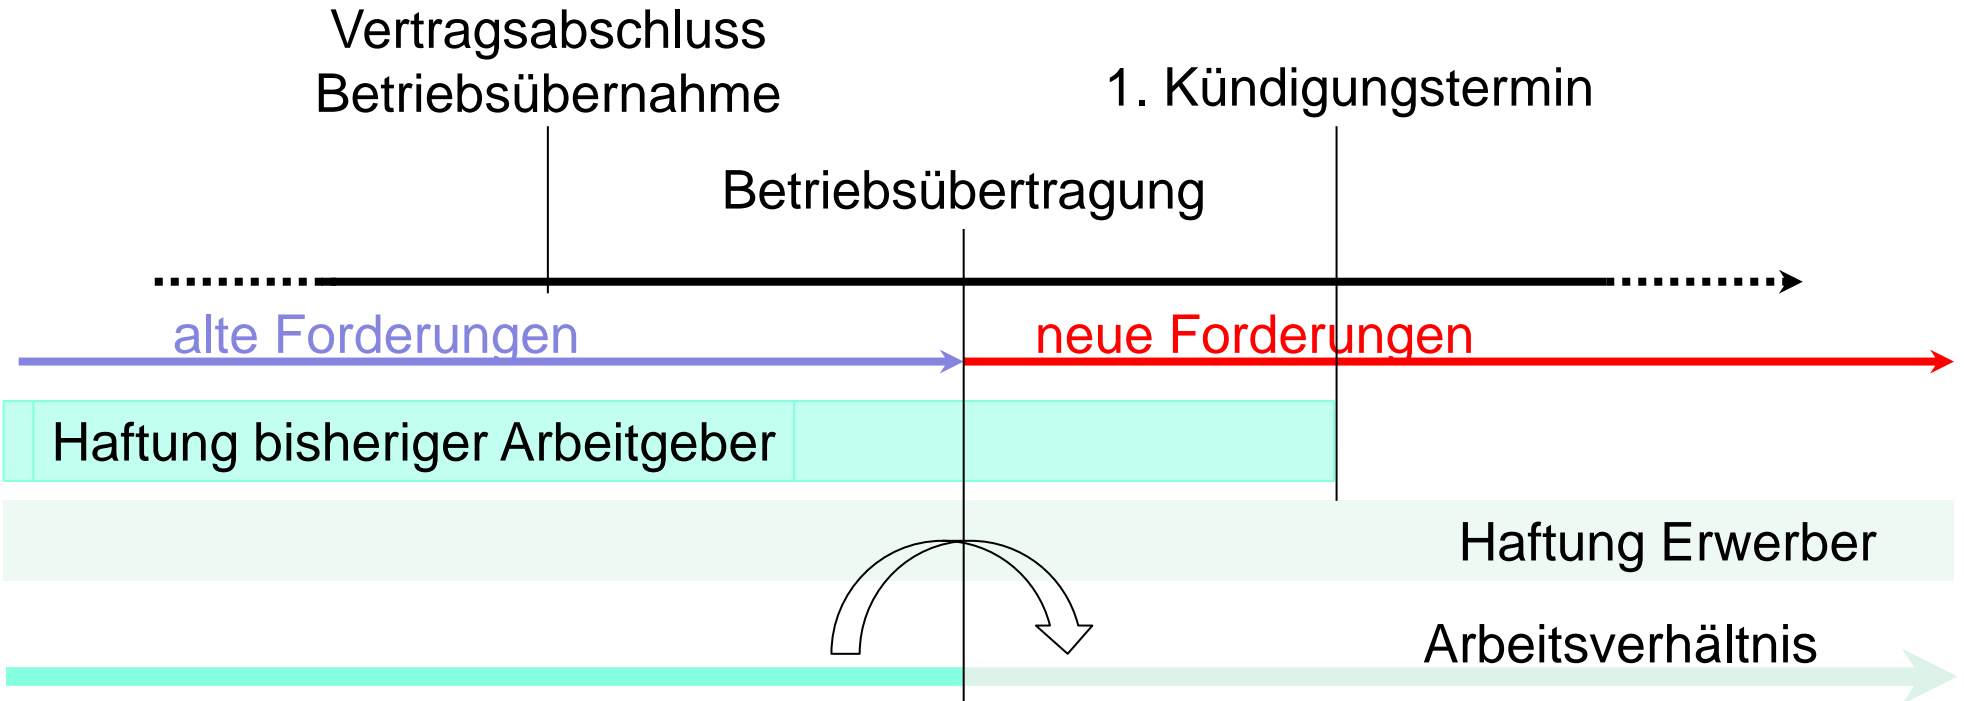 Vertragsabschluss
Betriebsübernahme
1. Kündigungstermin
Betriebsübertragung
alte Forderungen
neue Forderungen
Haftung bisheriger Arbeitgeber
Haftung Erwerber
Arbeitsverhältnis